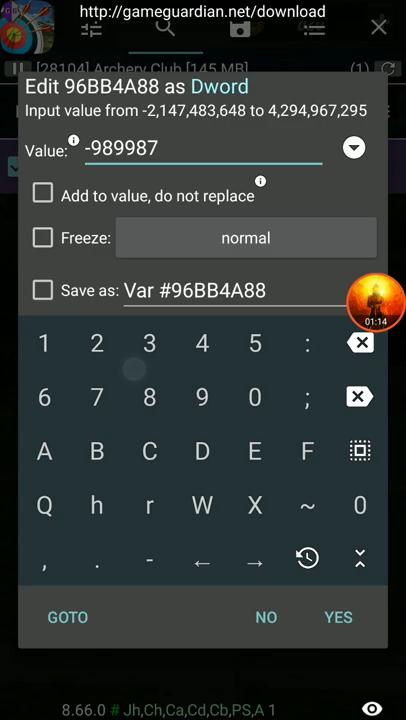 http://gameguardian.net/download
[28104] Archery Club [145 MB]
(1)
Edit 96BB4A88 as Dword
Input value from -2,147,483,648 to 4,294,967,295
Value: -989987
Add to value, do not replace
Freeze: normal
Save as: Var #96BB4A88
01:14
1 2 3 4 5 :
6 7 8 9 0 ;
A B C D E F
Q h r W X ~ 0
, . - ← →
GOTO NO YES
8.66.0 # Jh,Ch,Ca,Cd,Cb,PS,A 1